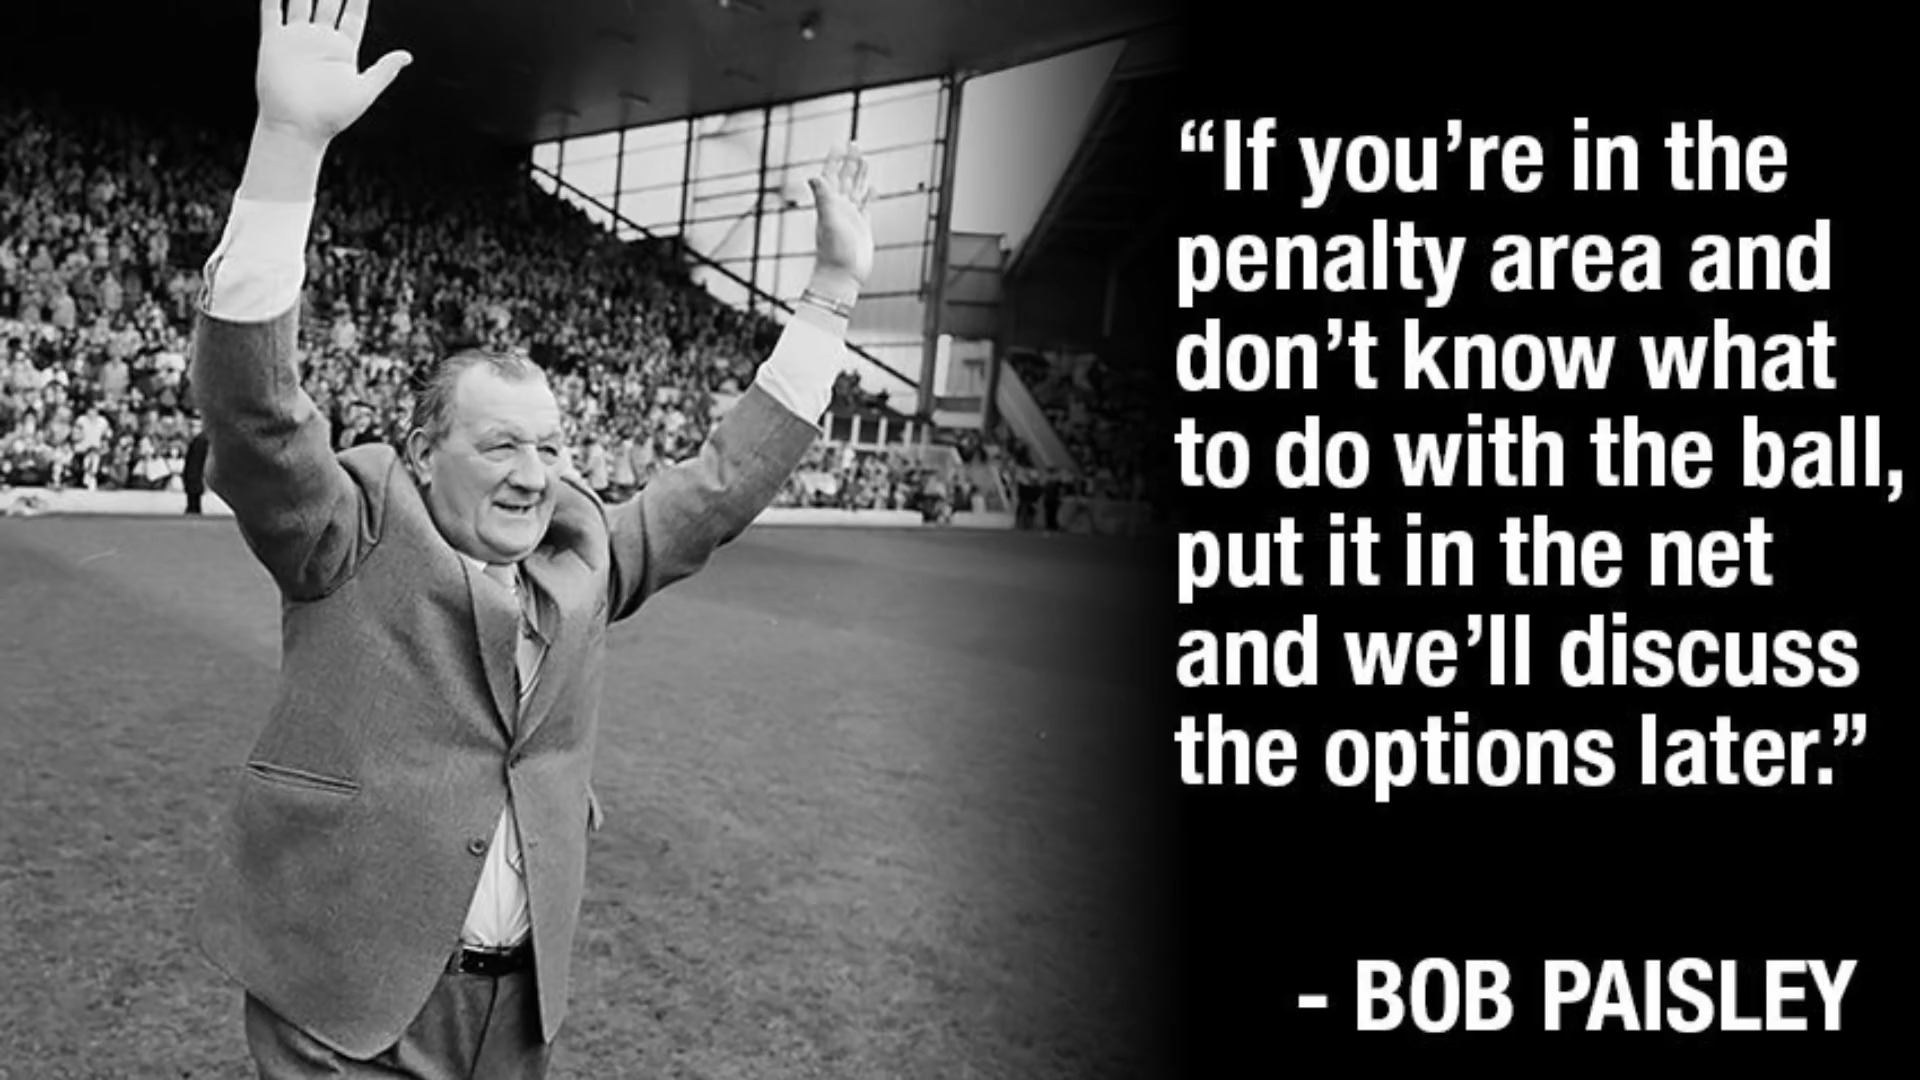 “If you’re in the
penalty area and
don’t know what
to do with the ball,
put it in the net
and we’ll discuss
the options later.”
- BOB PAISLEY